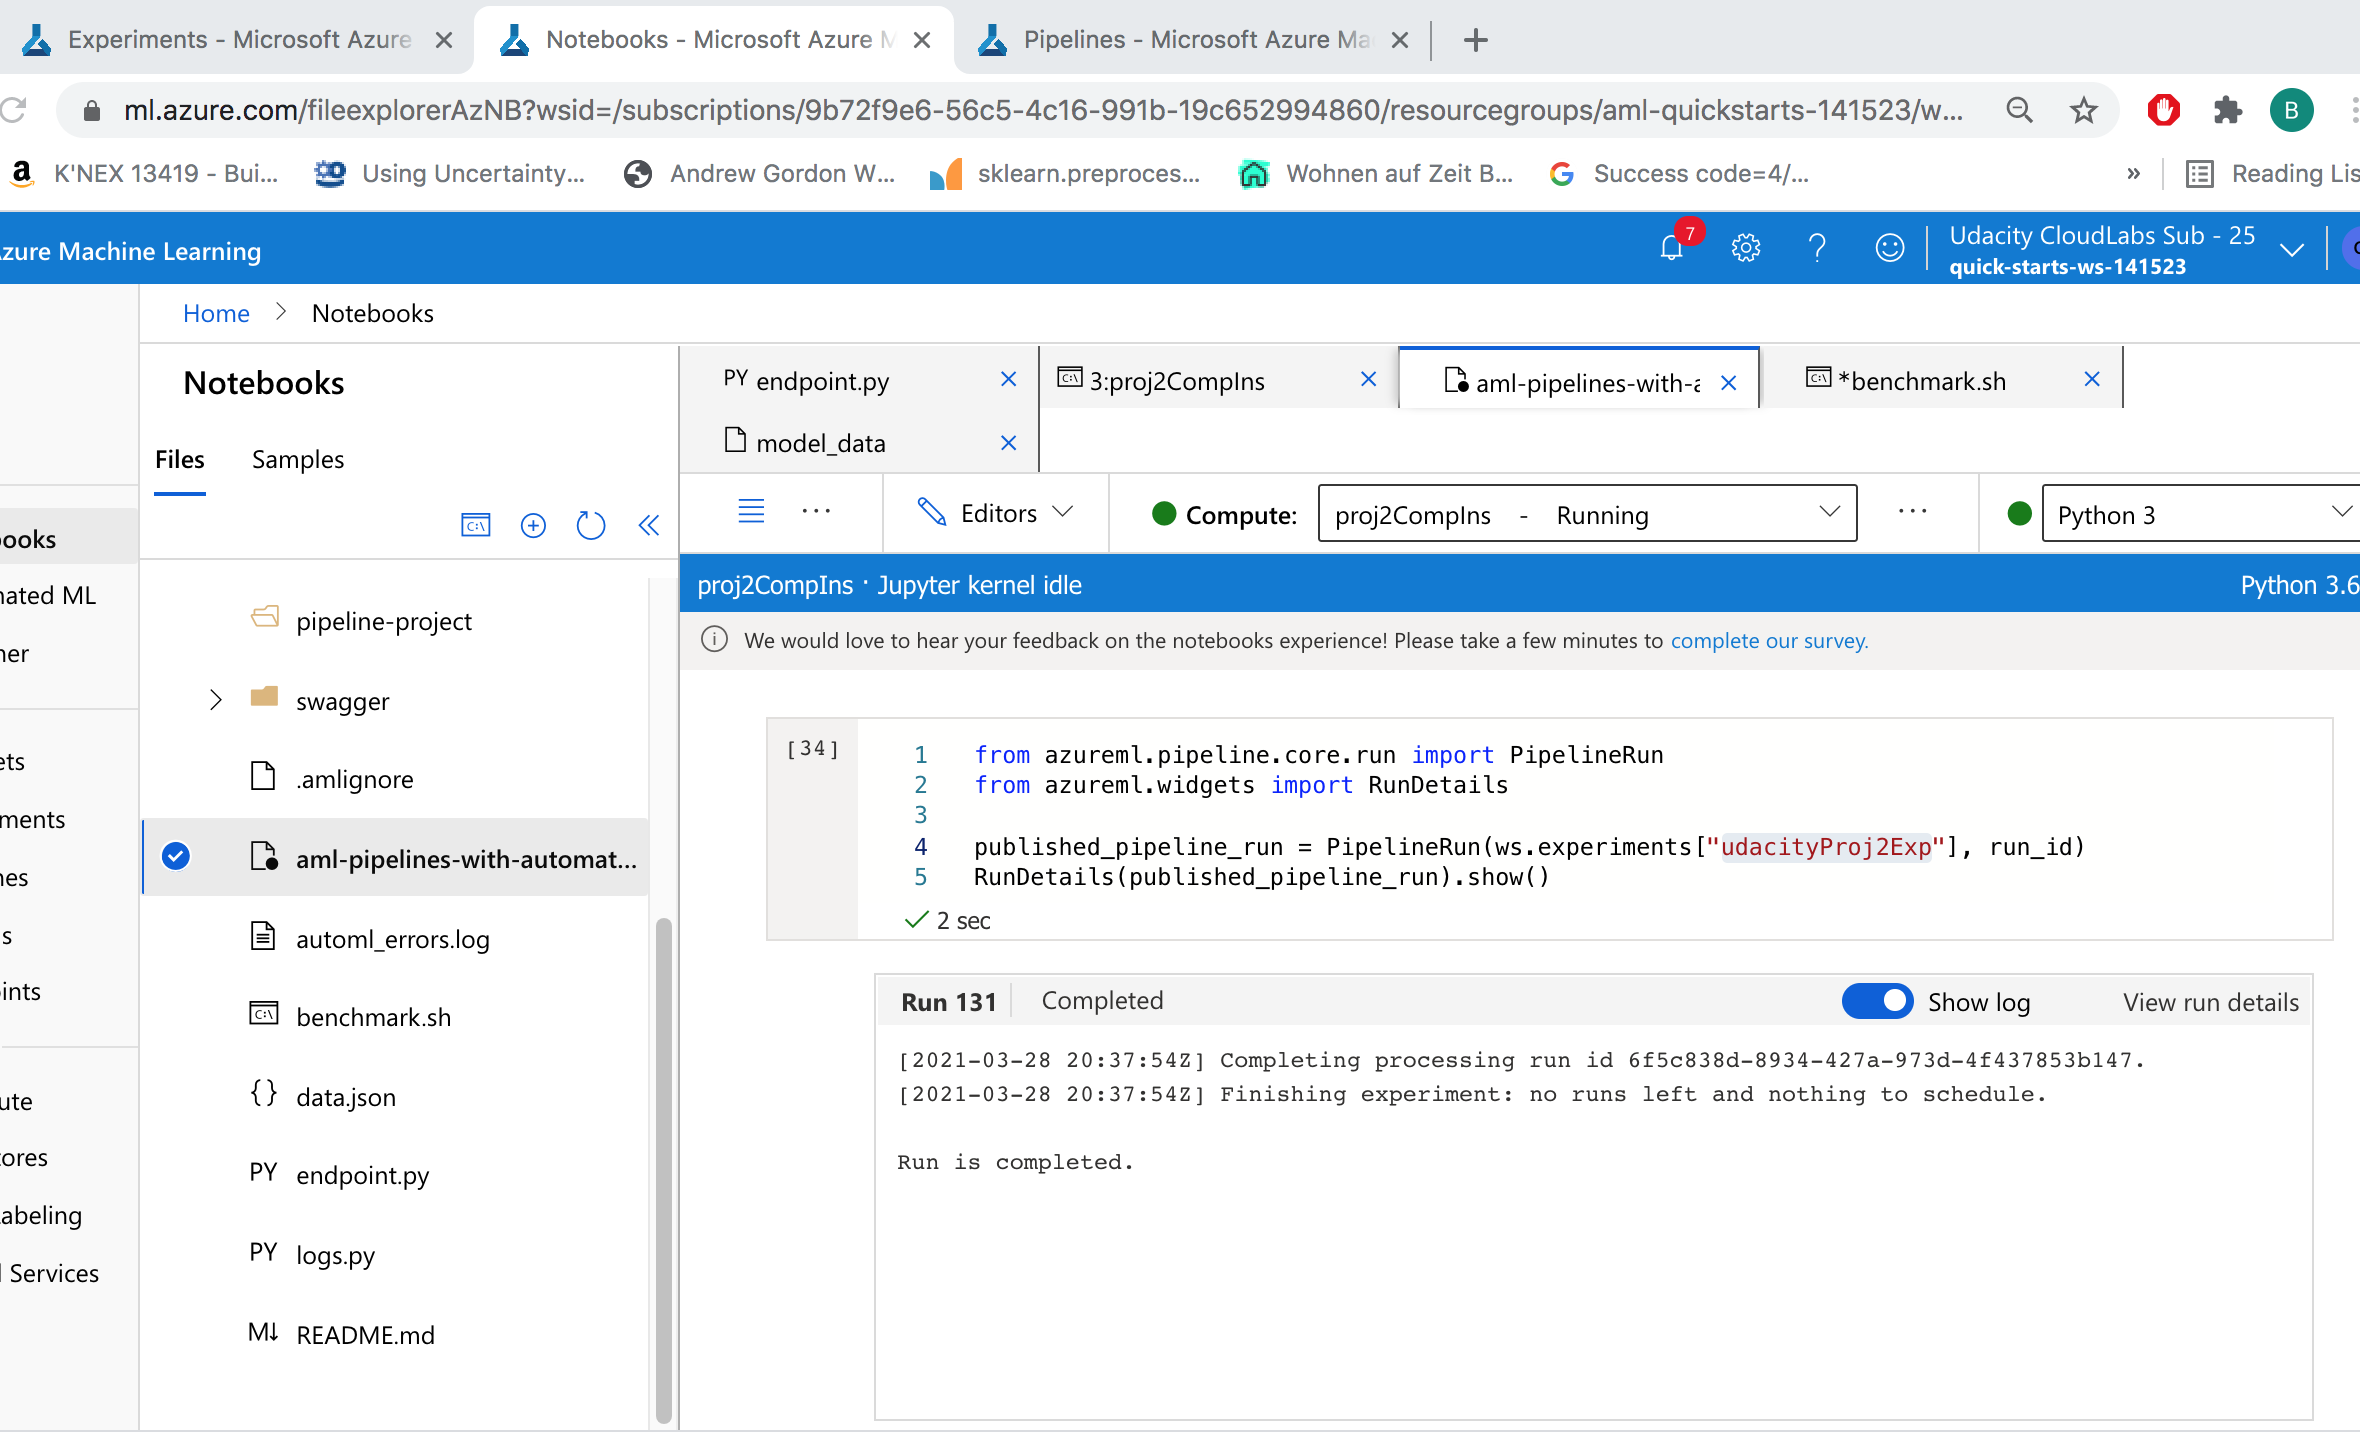 Experiments - Microsoft Azure
Notebooks - Microsoft Azure M
Pipelines - Microsoft Azure Ma
ml.azure.com/fileexplorerAzNB?wsid=/subscriptions/9b72f9e6-56c5-4c16-991b-19c652994860/resourcegroups/aml-quickstarts-141523/w...
B
K'NEX 13419 - Bui...
Using Uncertainty...
Andrew Gordon W...
sklearn.preproces...
Wohnen auf Zeit B...
Success code=4/...
»
Reading Lis
zure Machine Learning
7
Udacity CloudLabs Sub - 25
quick-starts-ws-141523
Home > Notebooks
Notebooks
Files
Samples
ooks
nated ML
ner
ets
ments
nes
s
ints
ute
ores
abeling
l Services
pipeline-project
swagger
.amlignore
aml-pipelines-with-automat...
automl_errors.log
benchmark.sh
{ } data.json
PY endpoint.py
PY logs.py
M↓ README.md
PY endpoint.py
3:proj2CompIns
aml-pipelines-with-a
*benchmark.sh
model_data
...
Editors
Compute:
proj2CompIns - Running
...
Python 3
proj2CompIns · Jupyter kernel idle
Python 3.6
We would love to hear your feedback on the notebooks experience! Please take a few minutes to complete our survey.
[34]
1 from azureml.pipeline.core.run import PipelineRun
2 from azureml.widgets import RunDetails
3
4 published_pipeline_run = PipelineRun(ws.experiments["udacityProj2Exp"], run_id)
5 RunDetails(published_pipeline_run).show()
✓ 2 sec
Run 131
Completed
Show log
View run details
[2021-03-28 20:37:54Z] Completing processing run id 6f5c838d-8934-427a-973d-4f437853b147.
[2021-03-28 20:37:54Z] Finishing experiment: no runs left and nothing to schedule.
Run is completed.